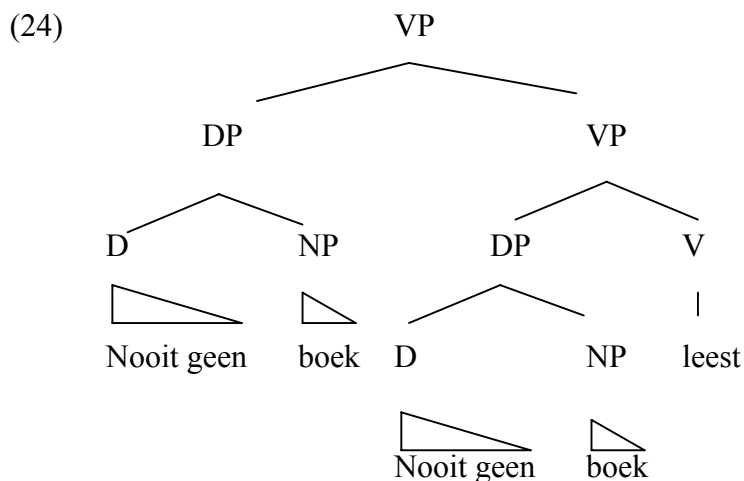 (24) VP
DP VP
D NP DP V
Nooit geen boek D NP leest
Nooit geen boek